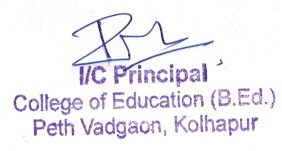 I/C Principal
College of Education (B.Ed.)
Peth Vadgaon, Kolhapur